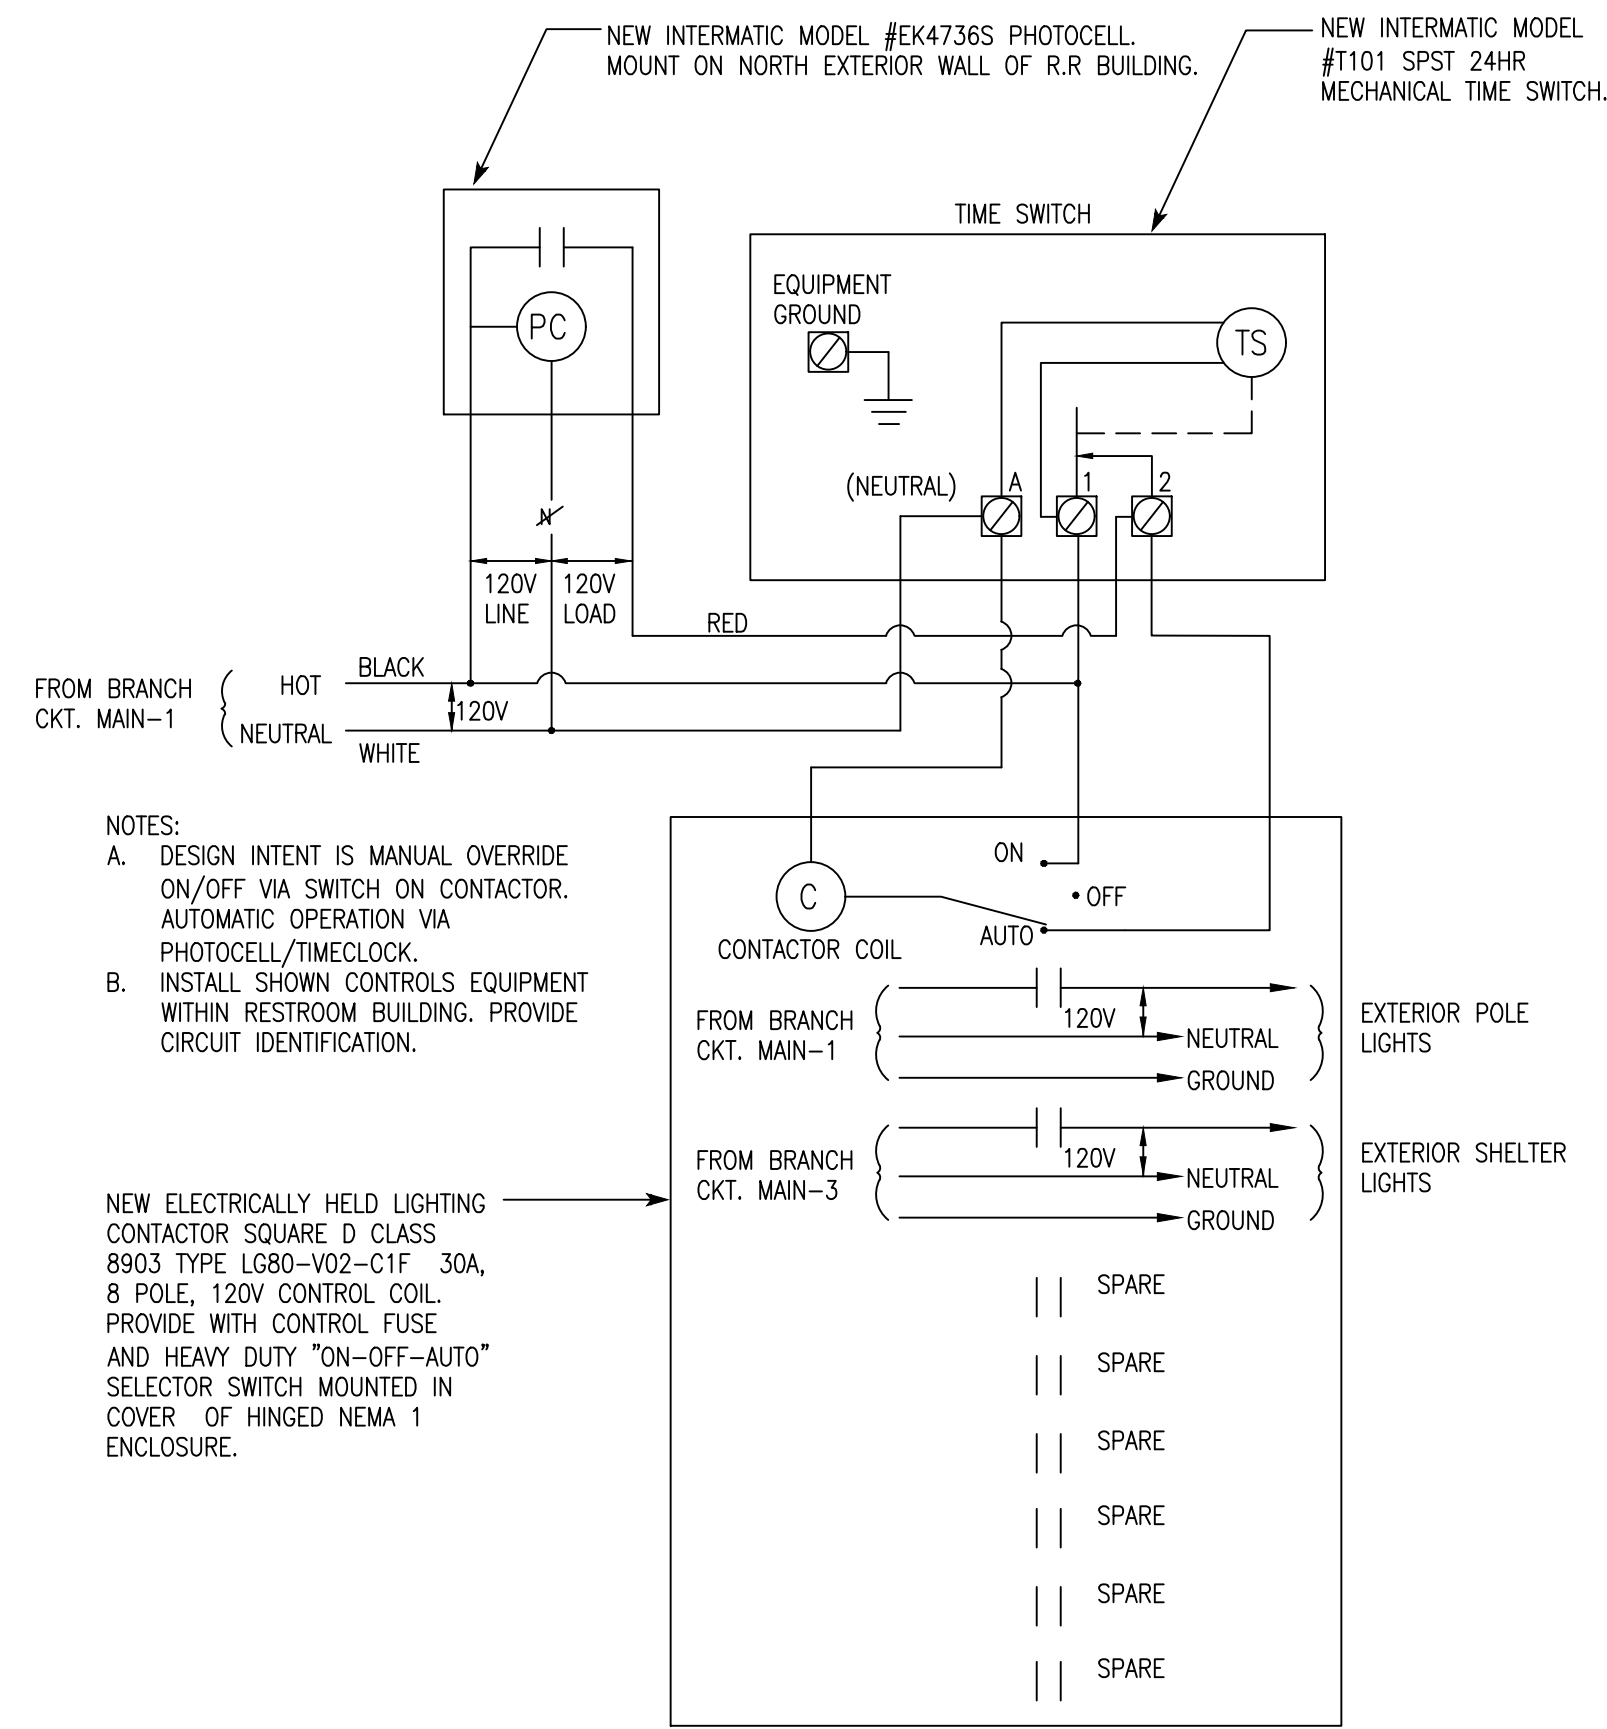 NEW INTERMATIC MODEL #EK4736S PHOTOCELL.
MOUNT ON NORTH EXTERIOR WALL OF R.R BUILDING.
NEW INTERMATIC MODEL
#T101 SPST 24HR
MECHANICAL TIME SWITCH.
TIME SWITCH
EQUIPMENT
GROUND
PC
TS
(NEUTRAL)
A
1
2
N
120V
LINE
120V
LOAD
RED
FROM BRANCH
CKT. MAIN-1
HOT
BLACK
120V
NEUTRAL
WHITE
NOTES:
A. DESIGN INTENT IS MANUAL OVERRIDE
ON/OFF VIA SWITCH ON CONTACTOR.
AUTOMATIC OPERATION VIA
PHOTOCELL/TIMECLOCK.
B. INSTALL SHOWN CONTROLS EQUIPMENT
WITHIN RESTROOM BUILDING. PROVIDE
CIRCUIT IDENTIFICATION.
ON
OFF
AUTO
C
CONTACTOR COIL
FROM BRANCH
CKT. MAIN-1
120V
NEUTRAL
GROUND
EXTERIOR POLE
LIGHTS
FROM BRANCH
CKT. MAIN-3
120V
NEUTRAL
GROUND
EXTERIOR SHELTER
LIGHTS
NEW ELECTRICALLY HELD LIGHTING
CONTACTOR SQUARE D CLASS
8903 TYPE LG80-V02-C1F 30A,
8 POLE, 120V CONTROL COIL.
PROVIDE WITH CONTROL FUSE
AND HEAVY DUTY "ON-OFF-AUTO"
SELECTOR SWITCH MOUNTED IN
COVER OF HINGED NEMA 1
ENCLOSURE.
SPARE
SPARE
SPARE
SPARE
SPARE
SPARE